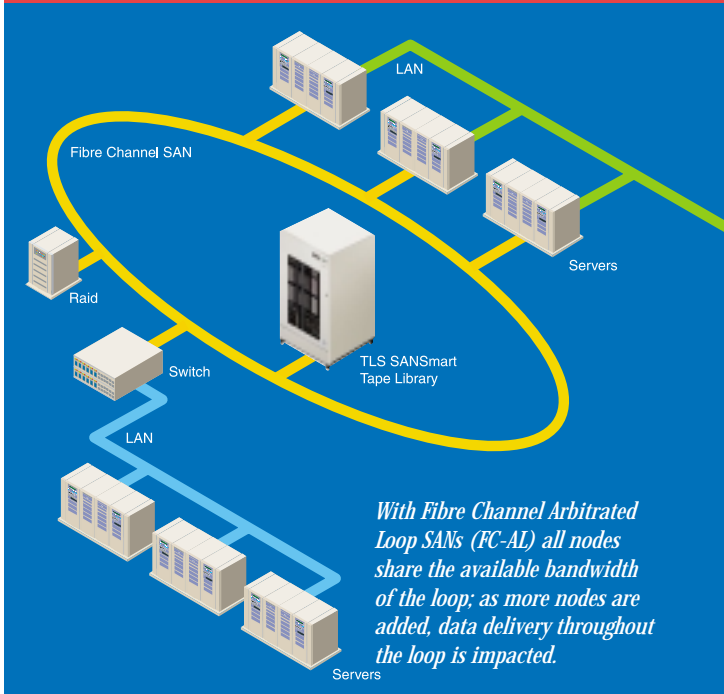 LAN
Fibre Channel SAN
Servers
Raid
TLS SANSmart
Tape Library
Switch
LAN
With Fibre Channel Arbitrated
Loop SANs (FC-AL) all nodes
share the available bandwidth
of the loop; as more nodes are
added, data delivery throughout
the loop is impacted.
Servers